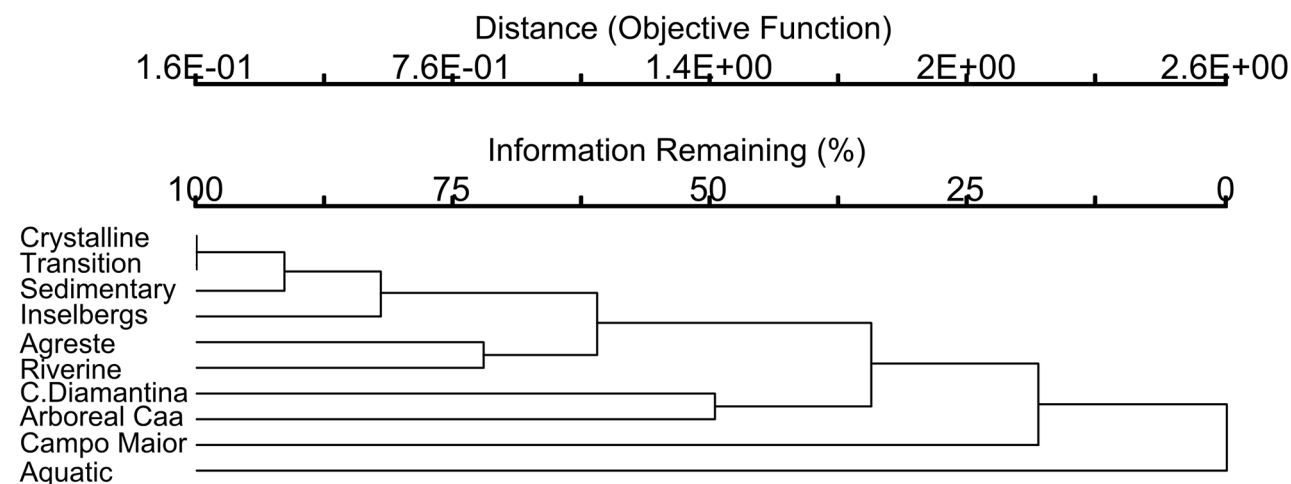 Distance (Objective Function)
1.6E-01 7.6E-01 1.4E+00 2E+00 2.6E+00
Information Remaining (%)
100 75 50 25 0
Crystalline
Transition
Sedimentary
Inselbergs
Agreste
Riverine
C.Diamantina
Arboreal Caa
Campo Maior
Aquatic